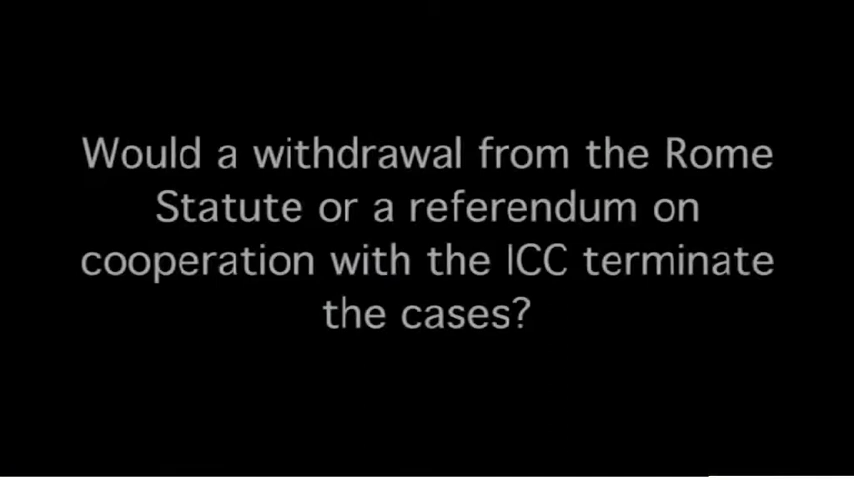 Would a withdrawal from the Rome
Statute or a referendum on
cooperation with the ICC terminate
the cases?